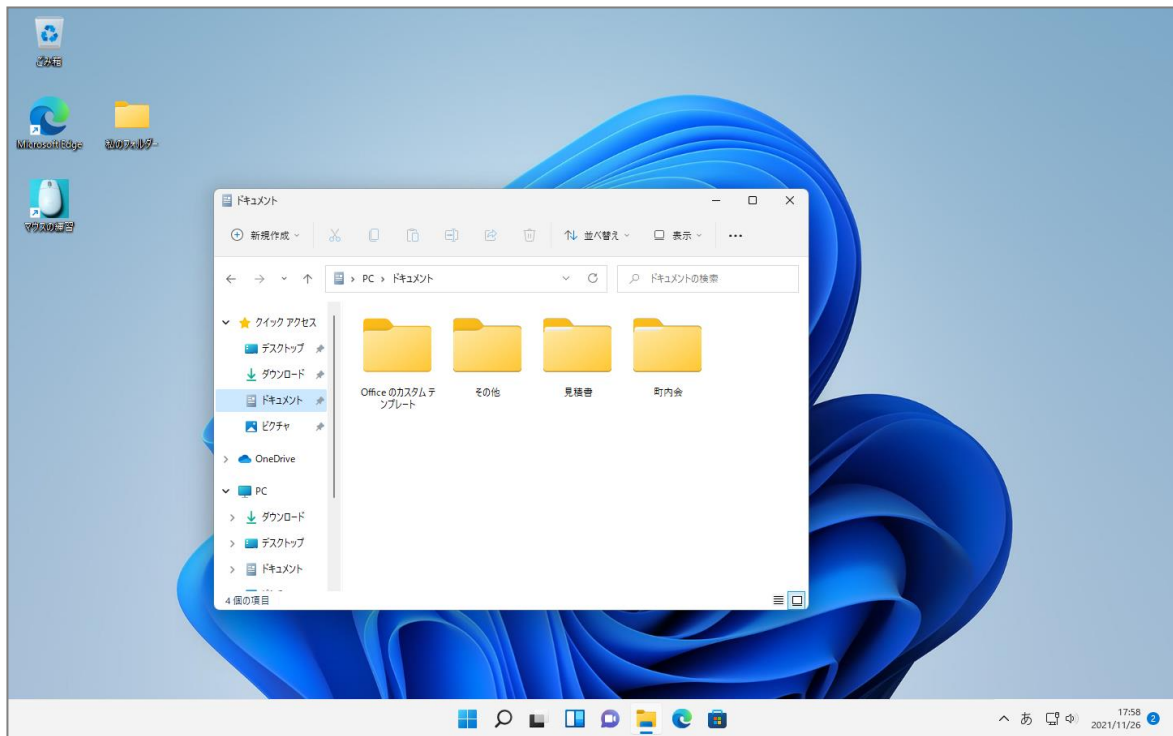 ごみ箱
Microsoft Edge
私のフォルダー
マウスの練習
ドキュメント
新規作成
並べ替え
表示
PC › ドキュメント
ドキュメントの検索
クイック アクセス
デスクトップ
ダウンロード
ドキュメント
ピクチャ
OneDrive
PC
ダウンロード
デスクトップ
ドキュメント
Office のカスタム テ
ンプレート
その他
見積書
町内会
4 個の項目
あ
17:58
2021/11/26
2